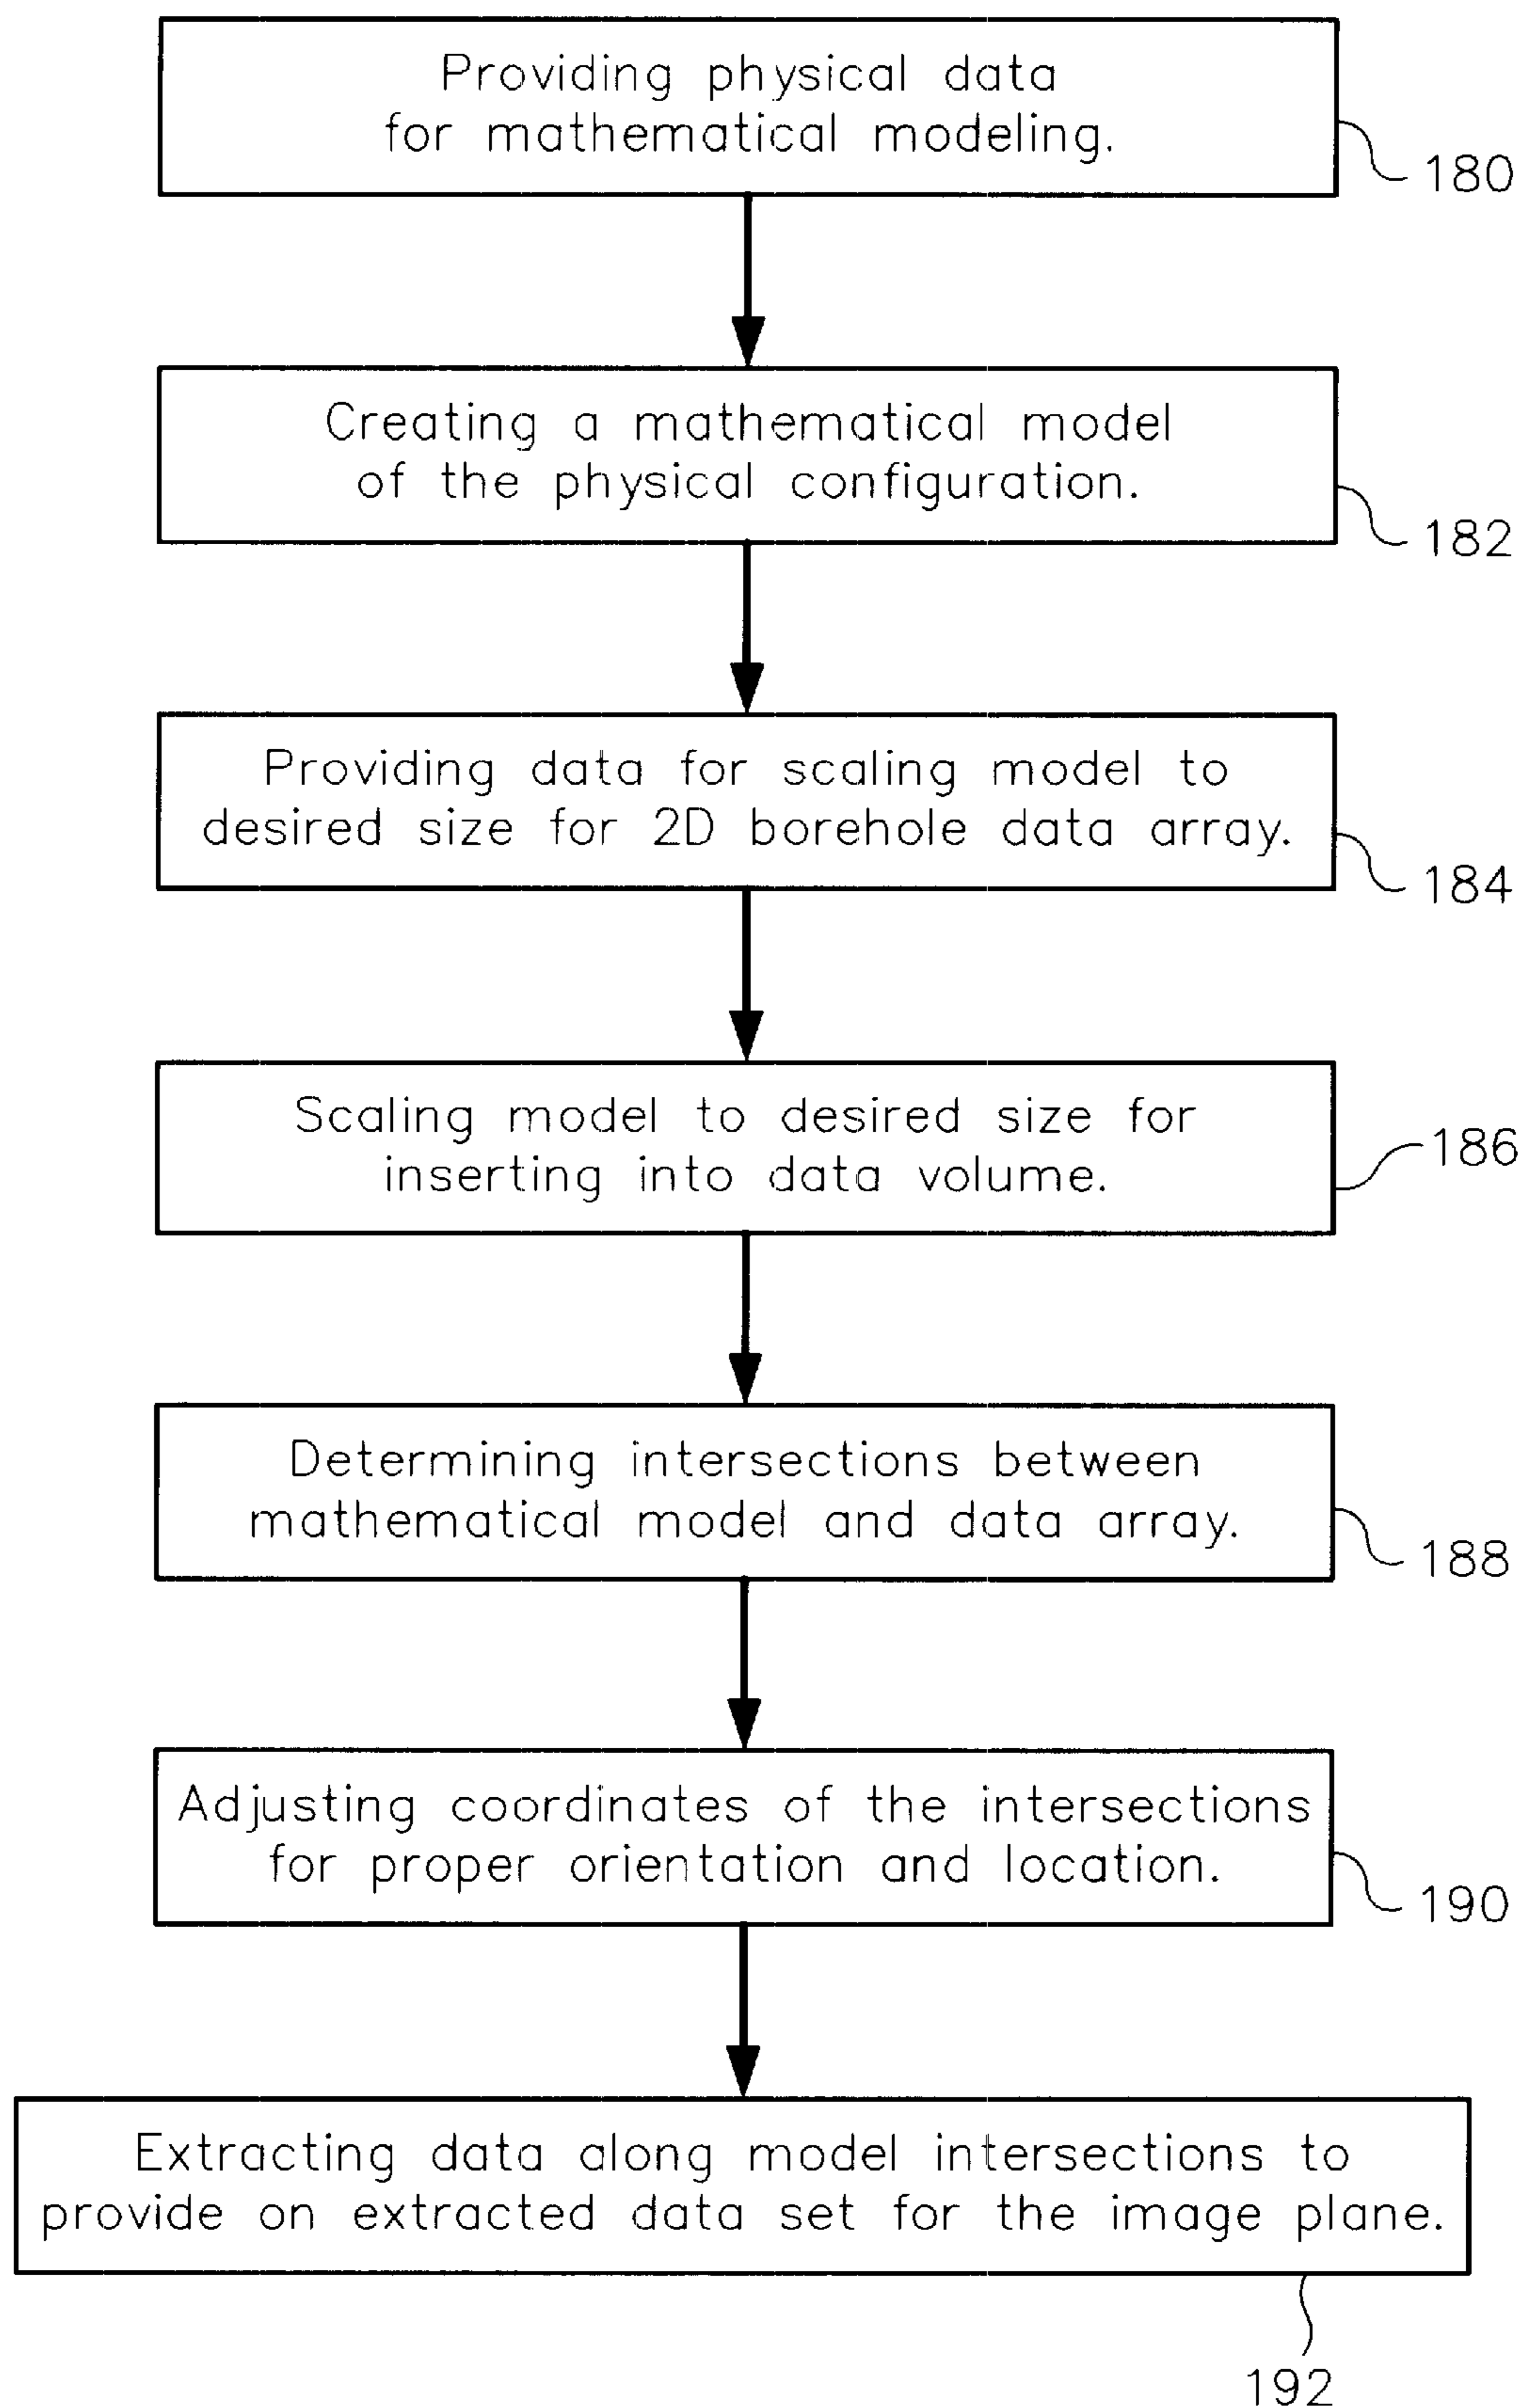 Providing physical data
for mathematical modeling.
180
Creating a mathematical model
of the physical configuration.
182
Providing data for scaling model to
desired size for 2D borehole data array.
184
Scaling model to desired size for
inserting into data volume.
186
Determining intersections between
mathematical model and data array.
188
Adjusting coordinates of the intersections
for proper orientation and location.
190
Extracting data along model intersections to
provide on extracted data set for the image plane.
192